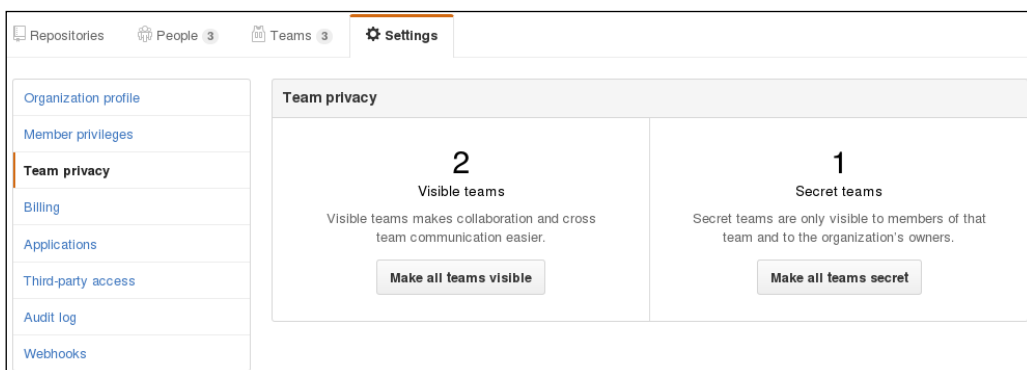 Repositories People 3 Teams 3 Settings
Organization profile
Member privileges
Team privacy
Billing
Applications
Third-party access
Audit log
Webhooks
Team privacy
2
Visible teams
Visible teams makes collaboration and cross
team communication easier.
Make all teams visible
1
Secret teams
Secret teams are only visible to members of that
team and to the organization's owners.
Make all teams secret